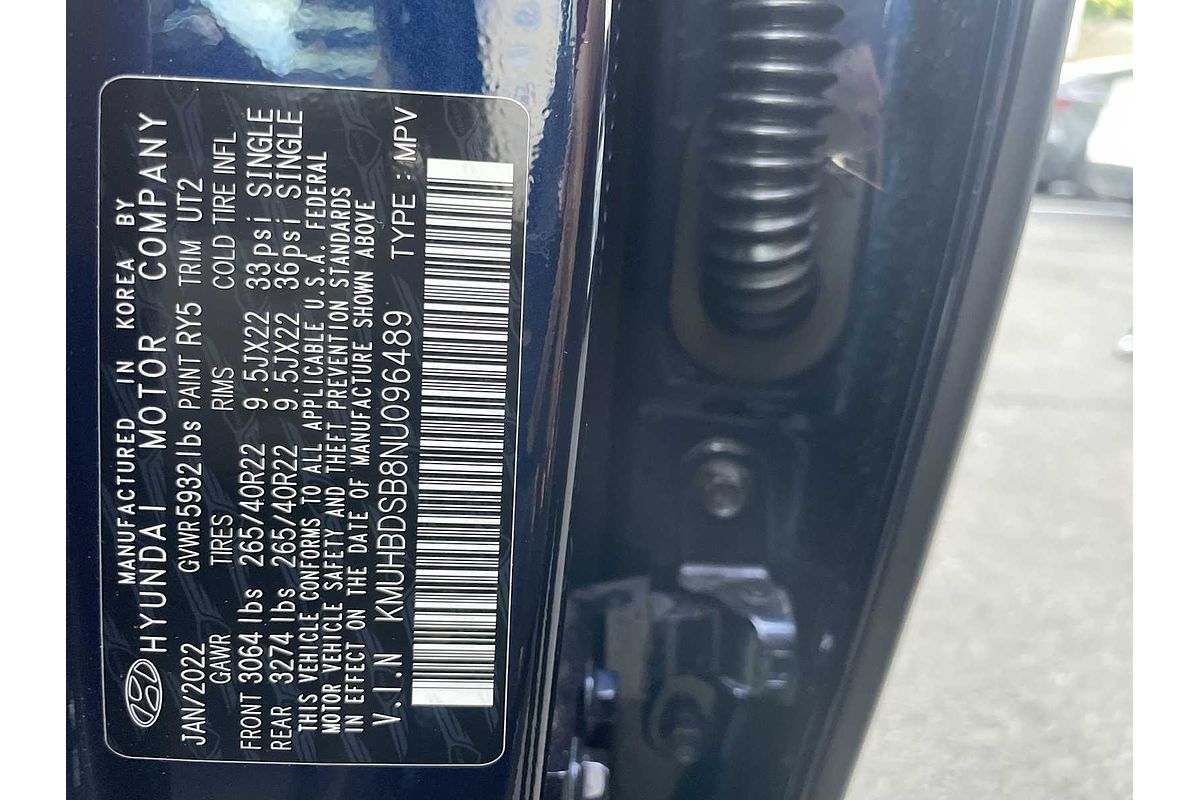 MANUFACTURED IN KOREA BY
HYUNDAI MOTOR COMPANY
JAN/2022 GVWR5932lbs PAINT RY5 TRIM UT2
GAWR TIRES RIMS COLD TIRE INFL
FRONT 3064lbs 265/40R22 9.5JX22 33psi SINGLE
REAR 3274lbs 265/40R22 9.5JX22 36psi SINGLE
THIS VEHICLE CONFORMS TO ALL APPLICABLE U.S.A. FEDERAL
MOTOR VEHICLE SAFETY AND THEFT PREVENTION STANDARDS
IN EFFECT ON THE DATE OF MANUFACTURE SHOWN ABOVE
V.I.N KMUHBDSB8NU096489 TYPE : MPV